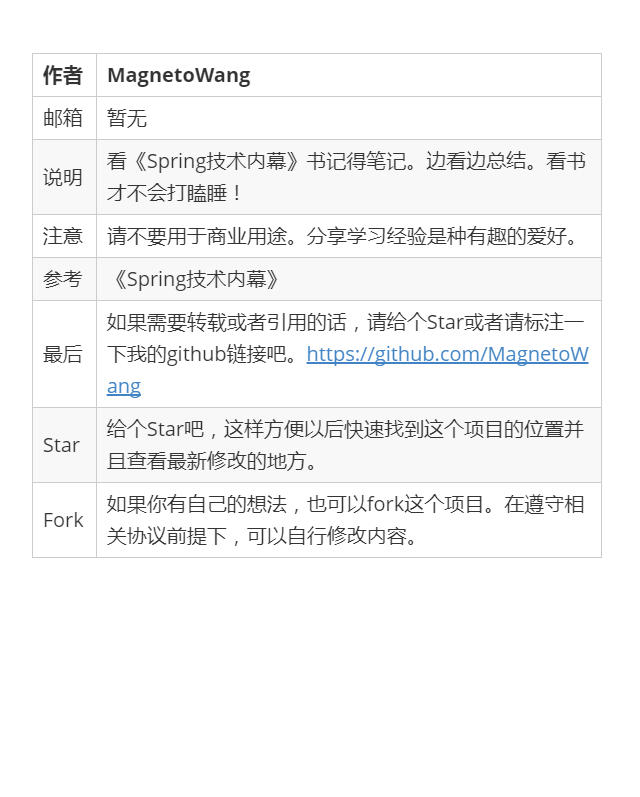 作者 MagnetoWang
邮箱 暂无
说明 看《Spring技术内幕》书记得笔记。边看边总结。看书
才不会打瞌睡！
注意 请不要用于商业用途。分享学习经验是种有趣的爱好。
参考 《Spring技术内幕》
最后 如果需要转载或者引用的话，请给个Star或者请标注一
下我的github链接吧。https://github.com/MagnetoW
ang
Star 给个Star吧，这样方便以后快速找到这个项目的位置并
且查看最新修改的地方。
Fork 如果你有自己的想法，也可以fork这个项目。在遵守相
关协议前提下，可以自行修改内容。